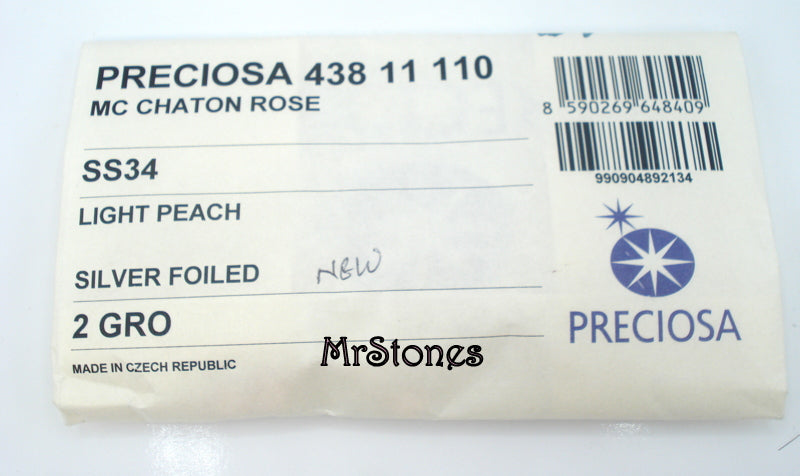 PRECIOSA 438 11 110
MC CHATON ROSE
SS34
LIGHT PEACH
SILVER FOILED
NEW
2 GRO
MADE IN CZECH REPUBLIC
8 590269 648409
990904892134
PRECIOSA
MrStones